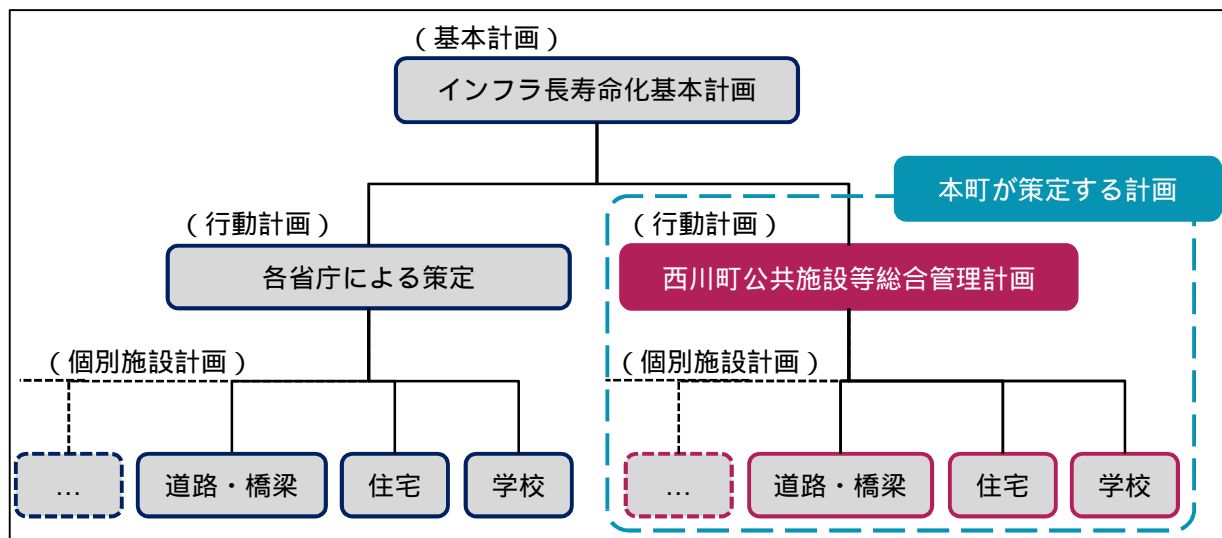 （基本計画）
インフラ長寿命化基本計画
本町が策定する計画
（行動計画）
各省庁による策定
（行動計画）
西川町公共施設等総合管理計画
（個別施設計画）
…
道路・橋梁
住宅
学校
（個別施設計画）
…
道路・橋梁
住宅
学校